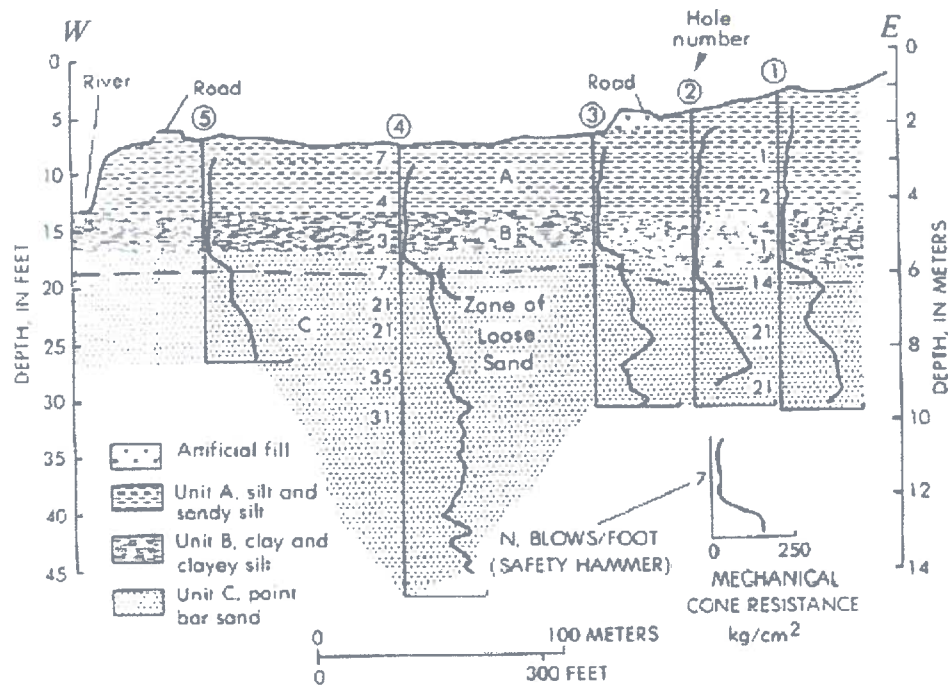 W
E
Hole
number
River
Road
Road
5
4
3
2
1
0
5
10
15
20
25
30
35
40
45
DEPTH, IN FEET
0
2
4
6
8
10
12
14
DEPTH, IN METERS
7
4
3
7
21
21
35
31
A
B
C
Zone of
Loose
Sand
1
2
1
14
21
21
Artificial fill
Unit A, silt and
sandy silt
Unit B, clay and
clayey silt
Unit C, point
bar sand
7
N, BLOWS/FOOT
(SAFETY HAMMER)
0 250
MECHANICAL
CONE RESISTANCE
kg/cm²
0 100 METERS
0 300 FEET